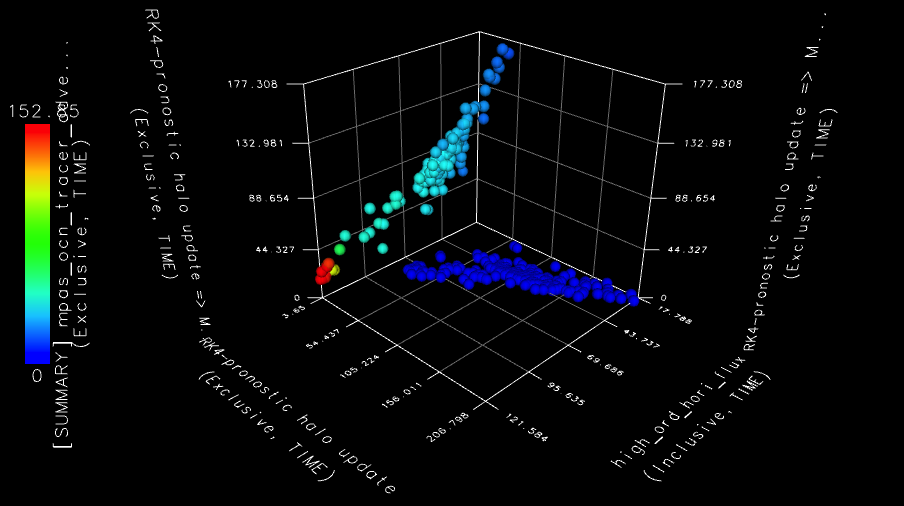 152.85
0
[SUMMARY] mpas_ocn_tracer_adve...
(Exclusive, TIME)
RK4-pronostic halo update => M...
(Exclusive, TIME)
177.308
132.981
88.654
44.327
0
3.65
54.437
105.224
156.011
206.798
RK4-pronostic halo update
(Exclusive, TIME)
177.308
132.981
88.654
44.327
0
17.788
43.737
69.686
95.635
121.584
high_ord_hori_flux
(Inclusive, TIME)
RK4-pronostic halo update => M...
(Exclusive, TIME)